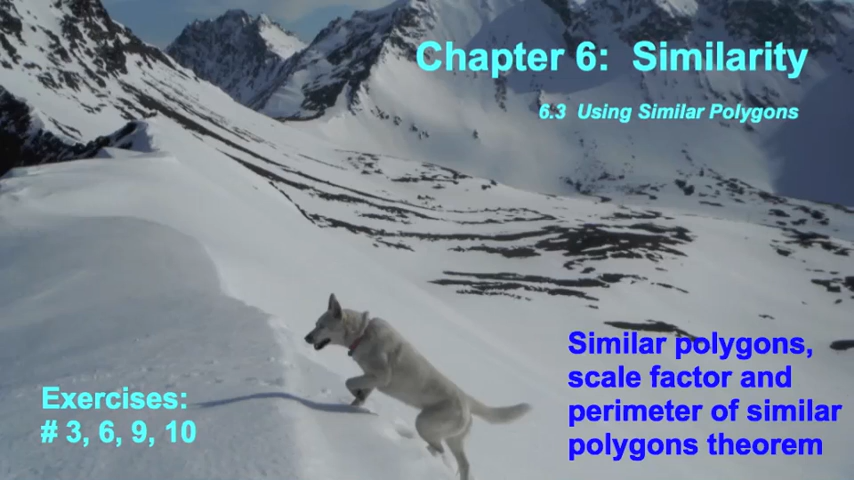 Chapter 6: Similarity
6.3 Using Similar Polygons
Similar polygons,
scale factor and
perimeter of similar
polygons theorem
Exercises:
# 3, 6, 9, 10